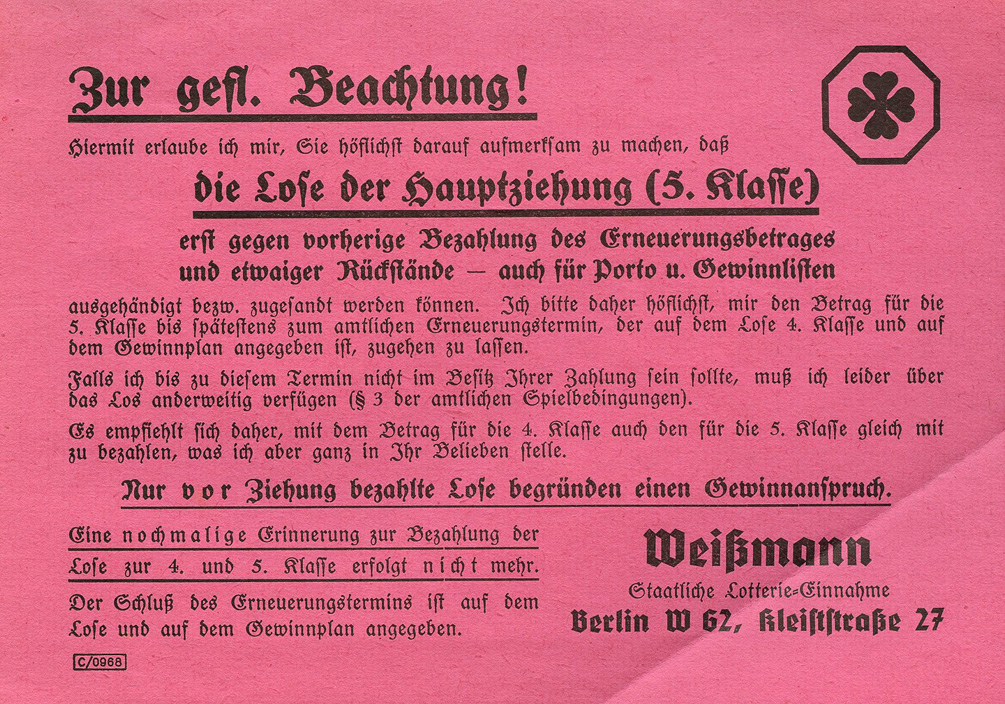 Zur gefl. Beachtung!
Hiermit erlaube ich mir, Sie höflichst darauf aufmerksam zu machen, daß
die Lose der Hauptziehung (5. Klasse)
erst gegen vorherige Bezahlung des Erneuerungsbetrages
und etwaiger Rückstände — auch für Porto u. Gewinnlisten
ausgehändigt bezw. zugesandt werden können. Ich bitte daher höflichst, mir den Betrag für die
5. Klasse bis spätestens zum amtlichen Erneuerungstermin, der auf dem Lose 4. Klasse und auf
dem Gewinnplan angegeben ist, zugehen zu lassen.
Falls ich bis zu diesem Termin nicht im Besitz Ihrer Zahlung sein sollte, muß ich leider über
das Los anderweitig verfügen (§ 3 der amtlichen Spielbedingungen).
Es empfiehlt sich daher, mit dem Betrag für die 4. Klasse auch den für die 5. Klasse gleich mit
zu bezahlen, was ich aber ganz in Ihr Belieben stelle.
Nur vor Ziehung bezahlte Lose begründen einen Gewinnanspruch.
Eine nochmalige Erinnerung zur Bezahlung der
Lose zur 4. und 5. Klasse erfolgt nicht mehr.
Der Schluß des Erneuerungstermins ist auf dem
Lose und auf dem Gewinnplan angegeben.
C/0968
Weißmann
Staatliche Lotterie-Einnahme
Berlin W 62, Kleiststraße 27